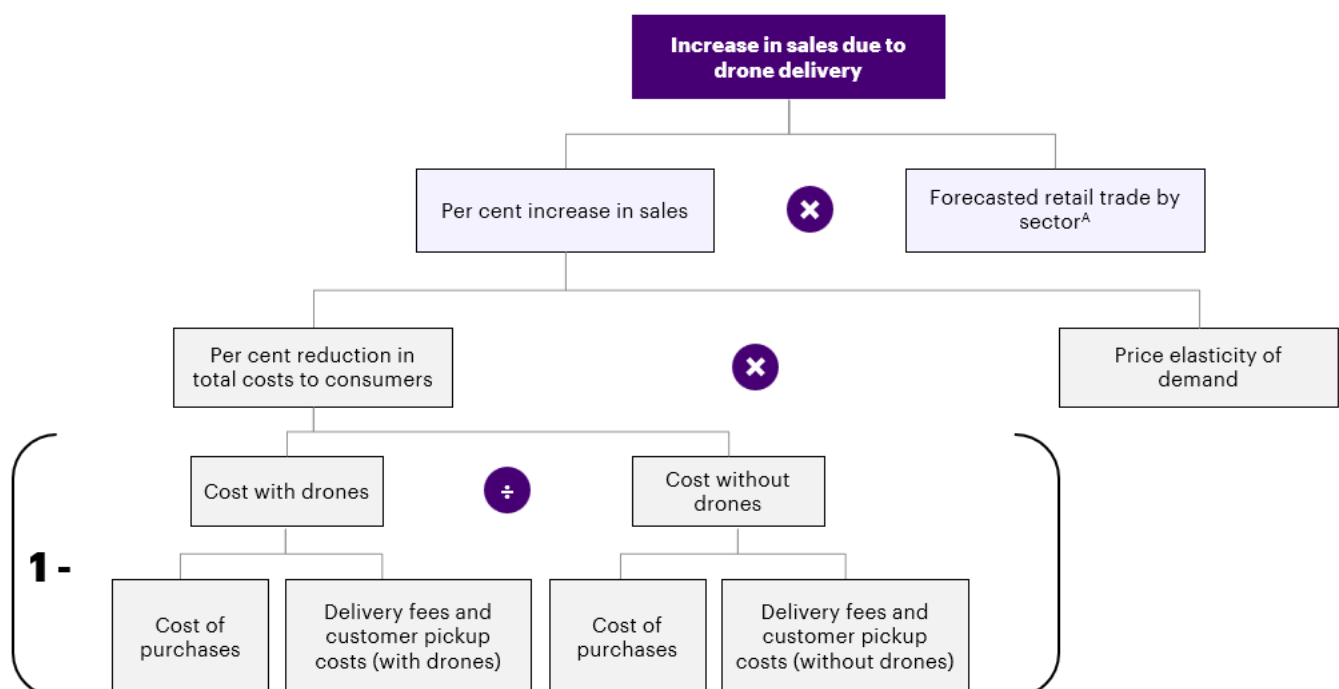 Increase in sales due to
drone delivery
Per cent increase in sales
×
Forecasted retail trade by
sectorᴬ
Per cent reduction in
total costs to consumers
×
Price elasticity of
demand
1 -
Cost with drones
÷
Cost without
drones
Cost of
purchases
Delivery fees and
customer pickup
costs (with drones)
Cost of
purchases
Delivery fees and
customer pickup
costs (without drones)